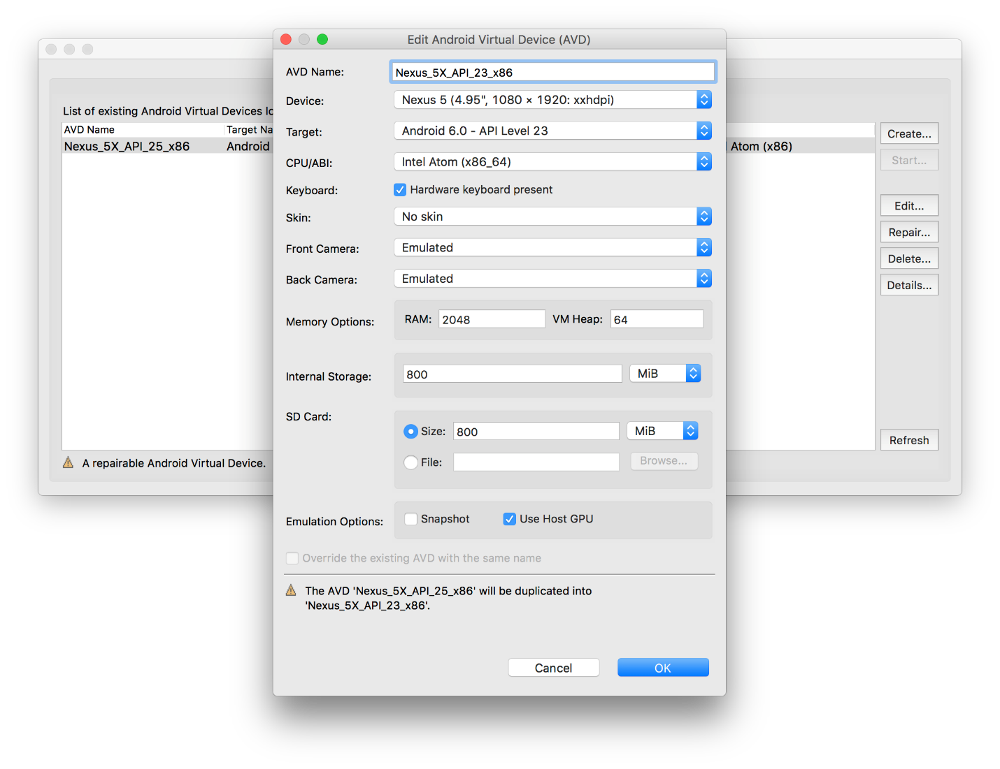 Edit Android Virtual Device (AVD)
AVD Name: Nexus_5X_API_23_x86
Device: Nexus 5 (4.95", 1080 × 1920: xxhdpi)
Target: Android 6.0 - API Level 23
CPU/ABI: Intel Atom (x86_64)
Keyboard: Hardware keyboard present
Skin: No skin
Front Camera: Emulated
Back Camera: Emulated
Memory Options: RAM: 2048 VM Heap: 64
Internal Storage: 800 MiB
SD Card:
Size: 800 MiB
File: Browse...
Emulation Options: Snapshot Use Host GPU
Override the existing AVD with the same name
The AVD 'Nexus_5X_API_25_x86' will be duplicated into
'Nexus_5X_API_23_x86'.
Cancel OK
List of existing Android Virtual Devices
AVD Name Target
Nexus_5X_API_25_x86 Android Atom (x86)
A repairable Android Virtual Device.
Create...
Start...
Edit...
Repair...
Delete...
Details...
Refresh